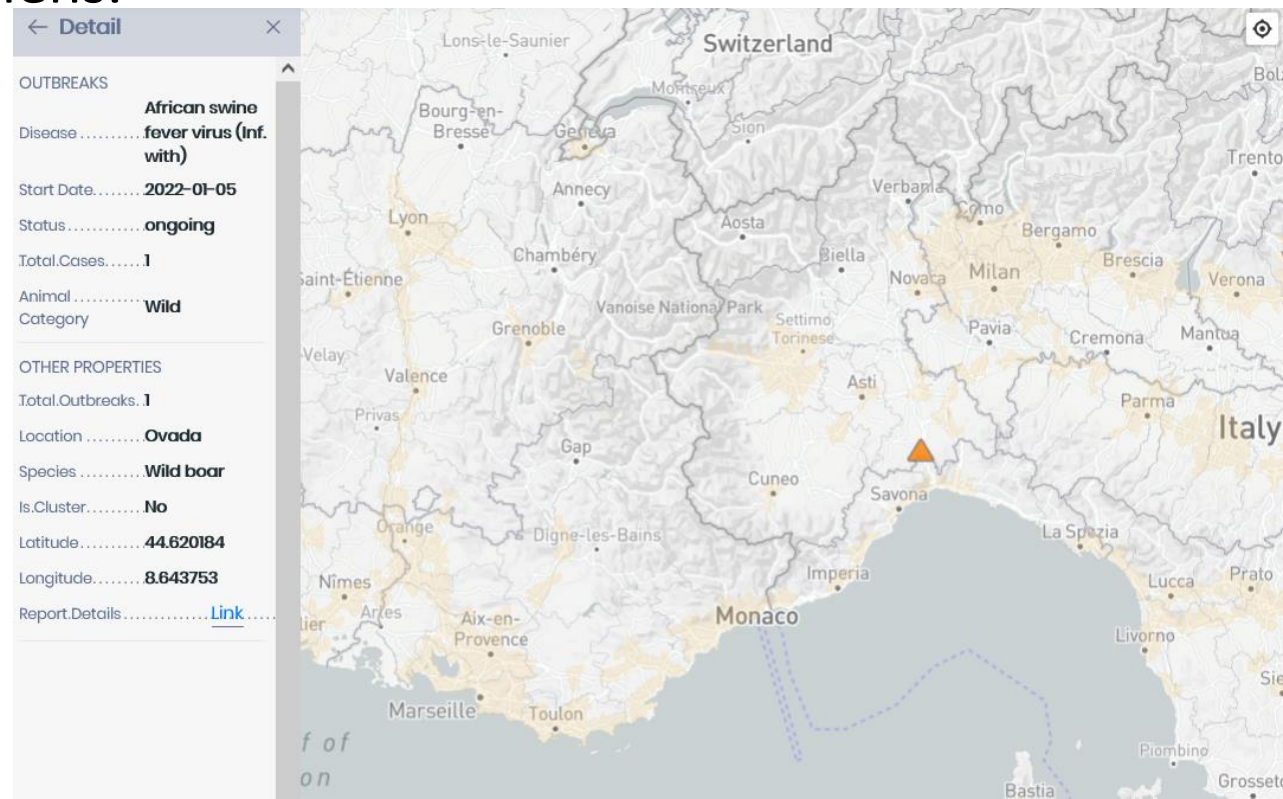 ← Detail ×
OUTBREAKS
Disease .......... African swine
fever virus (Inf.
with)
Start Date........ 2022-01-05
Status ............ ongoing
Total.Cases...... 1
Animal ........... Wild
Category
OTHER PROPERTIES
Total.Outbreaks. 1
Location ......... Ovada
Species .......... Wild boar
Is.Cluster......... No
Latitude........... 44.620184
Longitude........ 8.643753
Report.Details ............. Link .....
Lons-le-Saunier
Switzerland
Montreux
Bourg-en-
Bresse
Geneva
Sion
Bol
Trento
Annecy
Verbania
Lyon
Aosta
Como
Bergamo
Chambéry
Biella
Brescia
Saint-Étienne
Novara
Milan
Verona
Vanoise National Park
Grenoble
Settimo
Torinese
Pavia
Cremona
Mantua
Velay
Valence
Asti
Parma
Privas
Italy
Gap
Cuneo
Savona
Orange
Digne-les-Bains
La Spezia
Nîmes
Imperia
Lucca
Prato
Arles
Aix-en-
Provence
Monaco
Livorno
Sie
Marseille
Toulon
f of
on
Piombino
Bastia
Grosset